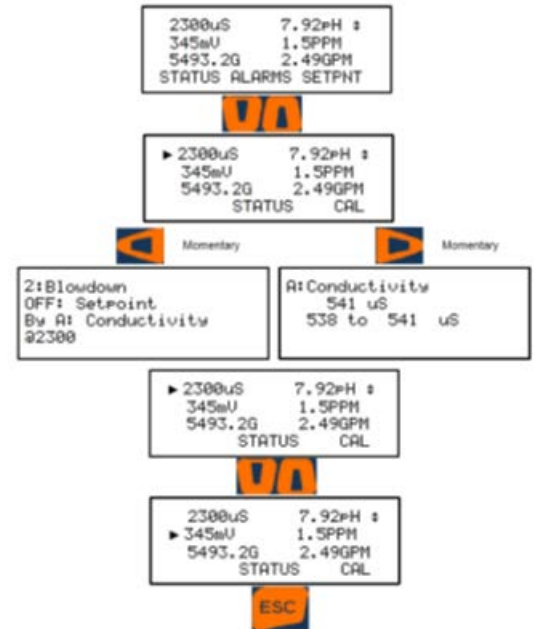 2300uS 7.92pH ↕
345mV 1.5PPM
5493.2G 2.49GPM
STATUS ALARMS SETPNT
►2300uS 7.92pH ↕
345mV 1.5PPM
5493.2G 2.49GPM
STATUS CAL
Momentary
Momentary
2:Blowdown
OFF: Setpoint
By A: Conductivity
@2300
A:Conductivity
541 uS
538 to 541 uS
►2300uS 7.92pH ↕
345mV 1.5PPM
5493.2G 2.49GPM
STATUS CAL
2300uS 7.92pH ↕
►345mV 1.5PPM
5493.2G 2.49GPM
STATUS CAL
ESC